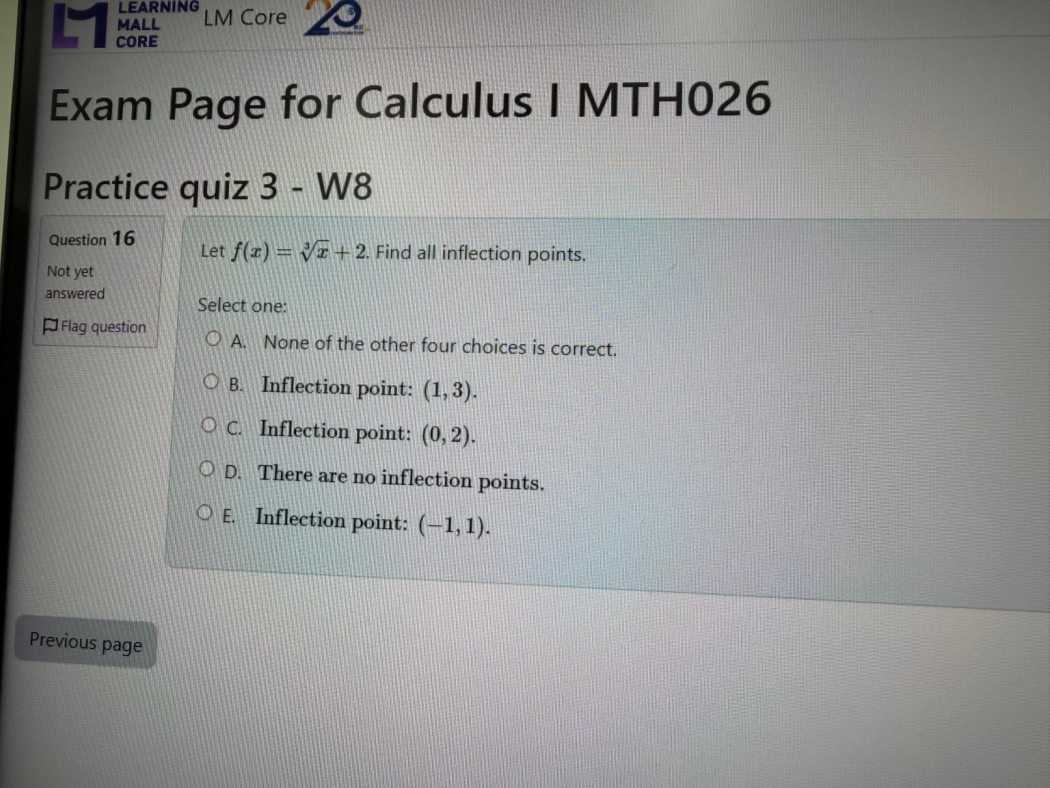 LEARNING
MALL
CORE
LM Core
20
Exam Page for Calculus I MTH026
Practice quiz 3 - W8
Question 16
Not yet
answered
Flag question
Let f(x) = ∛x + 2. Find all inflection points.
Select one:
A. None of the other four choices is correct.
B. Inflection point: (1, 3).
C. Inflection point: (0, 2).
D. There are no inflection points.
E. Inflection point: (−1, 1).
Previous page